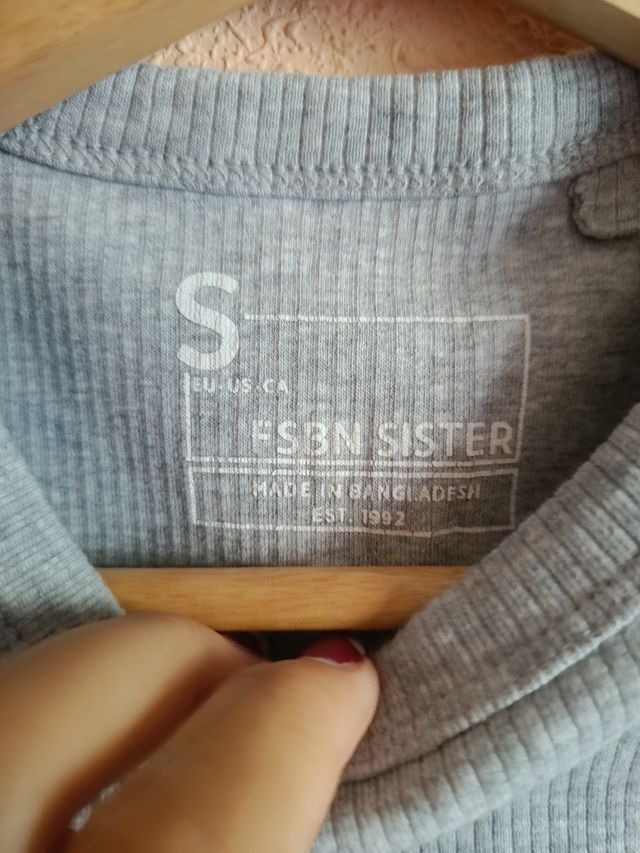 S
EU·US·CA
FSBN SISTER
MADE IN BANGLADESH
EST. 1992